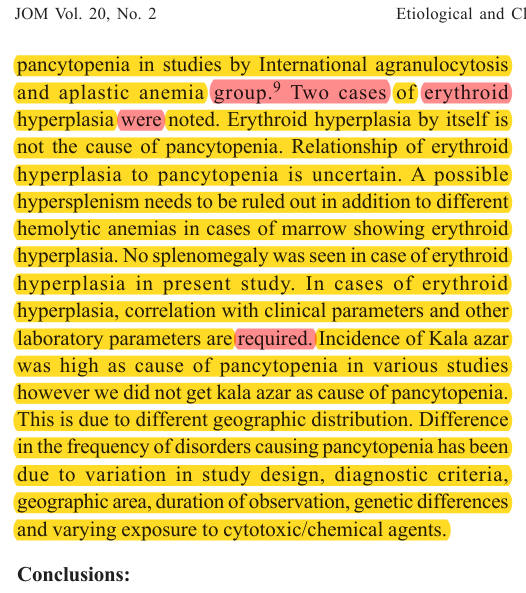 JOM Vol. 20, No. 2 Etiological and Cl
pancytopenia in studies by International agranulocytosis
and aplastic anemia group.⁹ Two cases of erythroid
hyperplasia were noted. Erythroid hyperplasia by itself is
not the cause of pancytopenia. Relationship of erythroid
hyperplasia to pancytopenia is uncertain. A possible
hypersplenism needs to be ruled out in addition to different
hemolytic anemias in cases of marrow showing erythroid
hyperplasia. No splenomegaly was seen in case of erythroid
hyperplasia in present study. In cases of erythroid
hyperplasia, correlation with clinical parameters and other
laboratory parameters are required. Incidence of Kala azar
was high as cause of pancytopenia in various studies
however we did not get kala azar as cause of pancytopenia.
This is due to different geographic distribution. Difference
in the frequency of disorders causing pancytopenia has been
due to variation in study design, diagnostic criteria,
geographic area, duration of observation, genetic differences
and varying exposure to cytotoxic/chemical agents.
Conclusions: